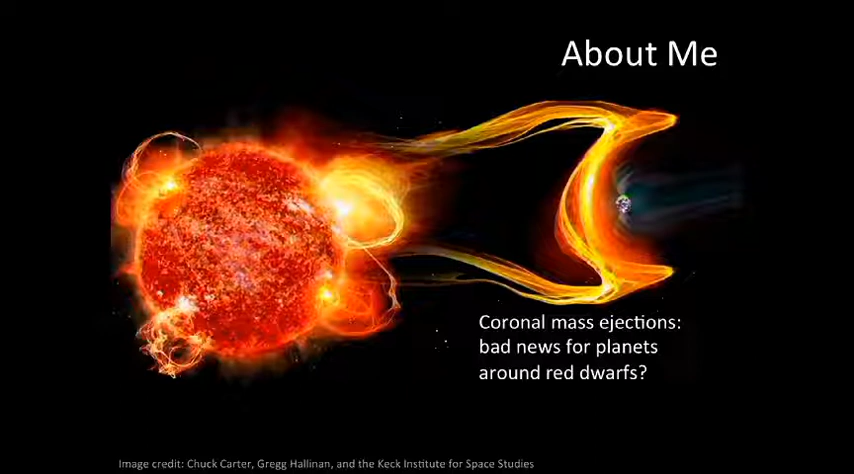 About Me
Coronal mass ejections:
bad news for planets
around red dwarfs?
Image credit: Chuck Carter, Gregg Hallinan, and the Keck Institute for Space Studies